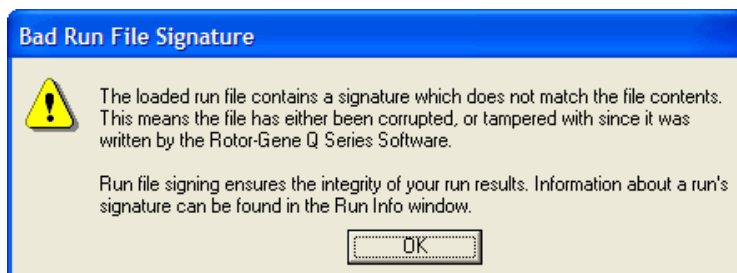 Bad Run File Signature
The loaded run file contains a signature which does not match the file contents.
This means the file has either been corrupted, or tampered with since it was
written by the Rotor-Gene Q Series Software.
Run file signing ensures the integrity of your run results. Information about a run's
signature can be found in the Run Info window.
OK